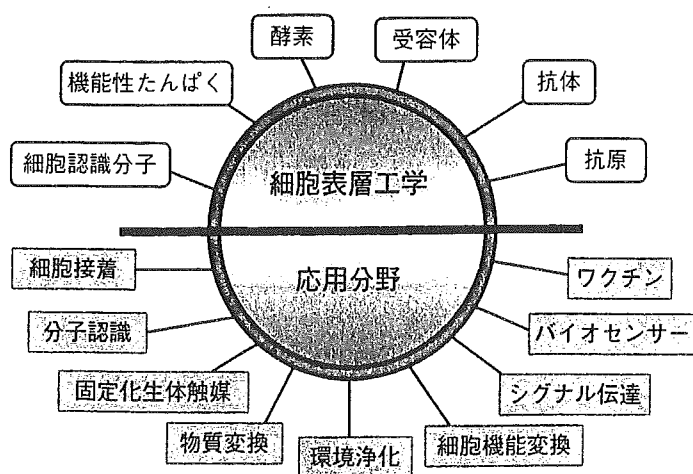 酵素
受容体
機能性たんぱく
抗体
細胞認識分子
抗原
細胞表層工学
応用分野
細胞接着
ワクチン
分子認識
バイオセンサー
固定化生体触媒
シグナル伝達
物質変換
環境浄化
細胞機能変換